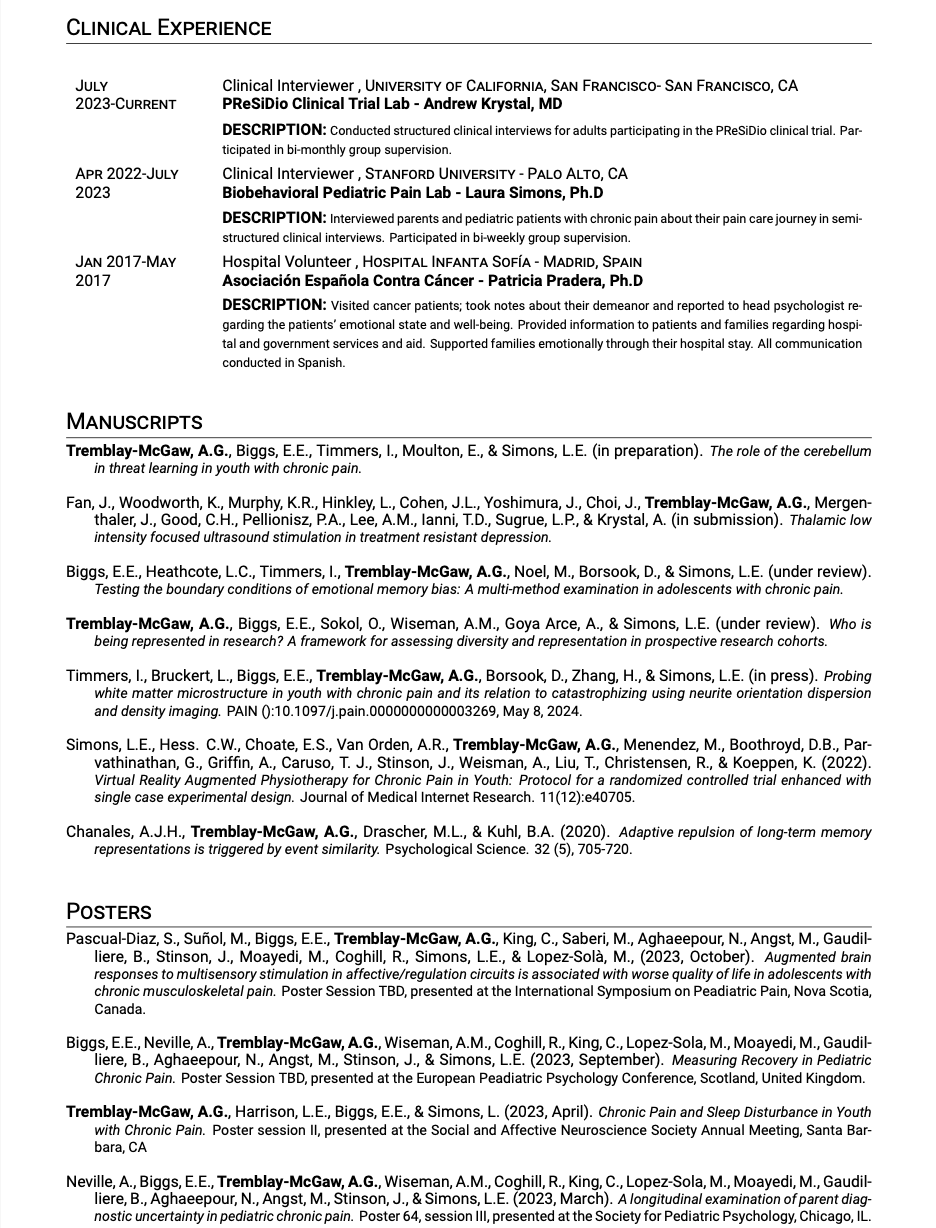 CLINICAL EXPERIENCE
JULY 2023-CURRENT
Clinical Interviewer , UNIVERSITY OF CALIFORNIA, SAN FRANCISCO- SAN FRANCISCO, CA
PReSiDio Clinical Trial Lab - Andrew Krystal, MD
DESCRIPTION: Conducted structured clinical interviews for adults participating in the PReSiDio clinical trial. Par-
ticipated in bi-monthly group supervision.
APR 2022-JULY 2023
Clinical Interviewer , STANFORD UNIVERSITY - PALO ALTO, CA
Biobehavioral Pediatric Pain Lab - Laura Simons, Ph.D
DESCRIPTION: Interviewed parents and pediatric patients with chronic pain about their pain care journey in semi-
structured clinical interviews. Participated in bi-weekly group supervision.
JAN 2017-MAY 2017
Hospital Volunteer , HOSPITAL INFANTA SOFÍA - MADRID, SPAIN
Asociación Española Contra Cáncer - Patricia Pradera, Ph.D
DESCRIPTION: Visited cancer patients; took notes about their demeanor and reported to head psychologist re-
garding the patients' emotional state and well-being. Provided information to patients and families regarding hospi-
tal and government services and aid. Supported families emotionally through their hospital stay. All communication
conducted in Spanish.
MANUSCRIPTS
Tremblay-McGaw, A.G., Biggs, E.E., Timmers, I., Moulton, E., & Simons, L.E. (in preparation). The role of the cerebellum
in threat learning in youth with chronic pain.
Fan, J., Woodworth, K., Murphy, K.R., Hinkley, L., Cohen, J.L., Yoshimura, J., Choi, J., Tremblay-McGaw, A.G., Mergen-
thaler, J., Good, C.H., Pellionisz, P.A., Lee, A.M., Ianni, T.D., Sugrue, L.P., & Krystal, A. (in submission). Thalamic low
intensity focused ultrasound stimulation in treatment resistant depression.
Biggs, E.E., Heathcote, L.C., Timmers, I., Tremblay-McGaw, A.G., Noel, M., Borsook, D., & Simons, L.E. (under review).
Testing the boundary conditions of emotional memory bias: A multi-method examination in adolescents with chronic pain.
Tremblay-McGaw, A.G., Biggs, E.E., Sokol, O., Wiseman, A.M., Goya Arce, A., & Simons, L.E. (under review). Who is
being represented in research? A framework for assessing diversity and representation in prospective research cohorts.
Timmers, I., Bruckert, L., Biggs, E.E., Tremblay-McGaw, A.G., Borsook, D., Zhang, H., & Simons, L.E. (in press). Probing
white matter microstructure in youth with chronic pain and its relation to catastrophizing using neurite orientation dispersion
and density imaging. PAIN ():10.1097/j.pain.0000000000003269, May 8, 2024.
Simons, L.E., Hess. C.W., Choate, E.S., Van Orden, A.R., Tremblay-McGaw, A.G., Menendez, M., Boothroyd, D.B., Par-
vathinathan, G., Griffin, A., Caruso, T. J., Stinson, J., Weisman, A., Liu, T., Christensen, R., & Koeppen, K. (2022).
Virtual Reality Augmented Physiotherapy for Chronic Pain in Youth: Protocol for a randomized controlled trial enhanced with
single case experimental design. Journal of Medical Internet Research. 11(12):e40705.
Chanales, A.J.H., Tremblay-McGaw, A.G., Drascher, M.L., & Kuhl, B.A. (2020). Adaptive repulsion of long-term memory
representations is triggered by event similarity. Psychological Science. 32 (5), 705-720.
POSTERS
Pascual-Diaz, S., Suñol, M., Biggs, E.E., Tremblay-McGaw, A.G., King, C., Saberi, M., Aghaeepour, N., Angst, M., Gaudil-
liere, B., Stinson, J., Moayedi, M., Coghill, R., Simons, L.E., & Lopez-Solà, M., (2023, October). Augmented brain
responses to multisensory stimulation in affective/regulation circuits is associated with worse quality of life in adolescents with
chronic musculoskeletal pain. Poster Session TBD, presented at the International Symposium on Peadiatric Pain, Nova Scotia,
Canada.
Biggs, E.E., Neville, A., Tremblay-McGaw, A.G., Wiseman, A.M., Coghill, R., King, C., Lopez-Sola, M., Moayedi, M., Gaudil-
liere, B., Aghaeepour, N., Angst, M., Stinson, J., & Simons, L.E. (2023, September). Measuring Recovery in Pediatric
Chronic Pain. Poster Session TBD, presented at the European Peadiatric Psychology Conference, Scotland, United Kingdom.
Tremblay-McGaw, A.G., Harrison, L.E., Biggs, E.E., & Simons, L. (2023, April). Chronic Pain and Sleep Disturbance in Youth
with Chronic Pain. Poster session II, presented at the Social and Affective Neuroscience Society Annual Meeting, Santa Bar-
bara, CA
Neville, A., Biggs, E.E., Tremblay-McGaw, A.G., Wiseman, A.M., Coghill, R., King, C., Lopez-Sola, M., Moayedi, M., Gaudil-
liere, B., Aghaeepour, N., Angst, M., Stinson, J., & Simons, L.E. (2023, March). A longitudinal examination of parent diag-
nostic uncertainty in pediatric chronic pain. Poster 64, session III, presented at the Society for Pediatric Psychology, Chicago, IL.